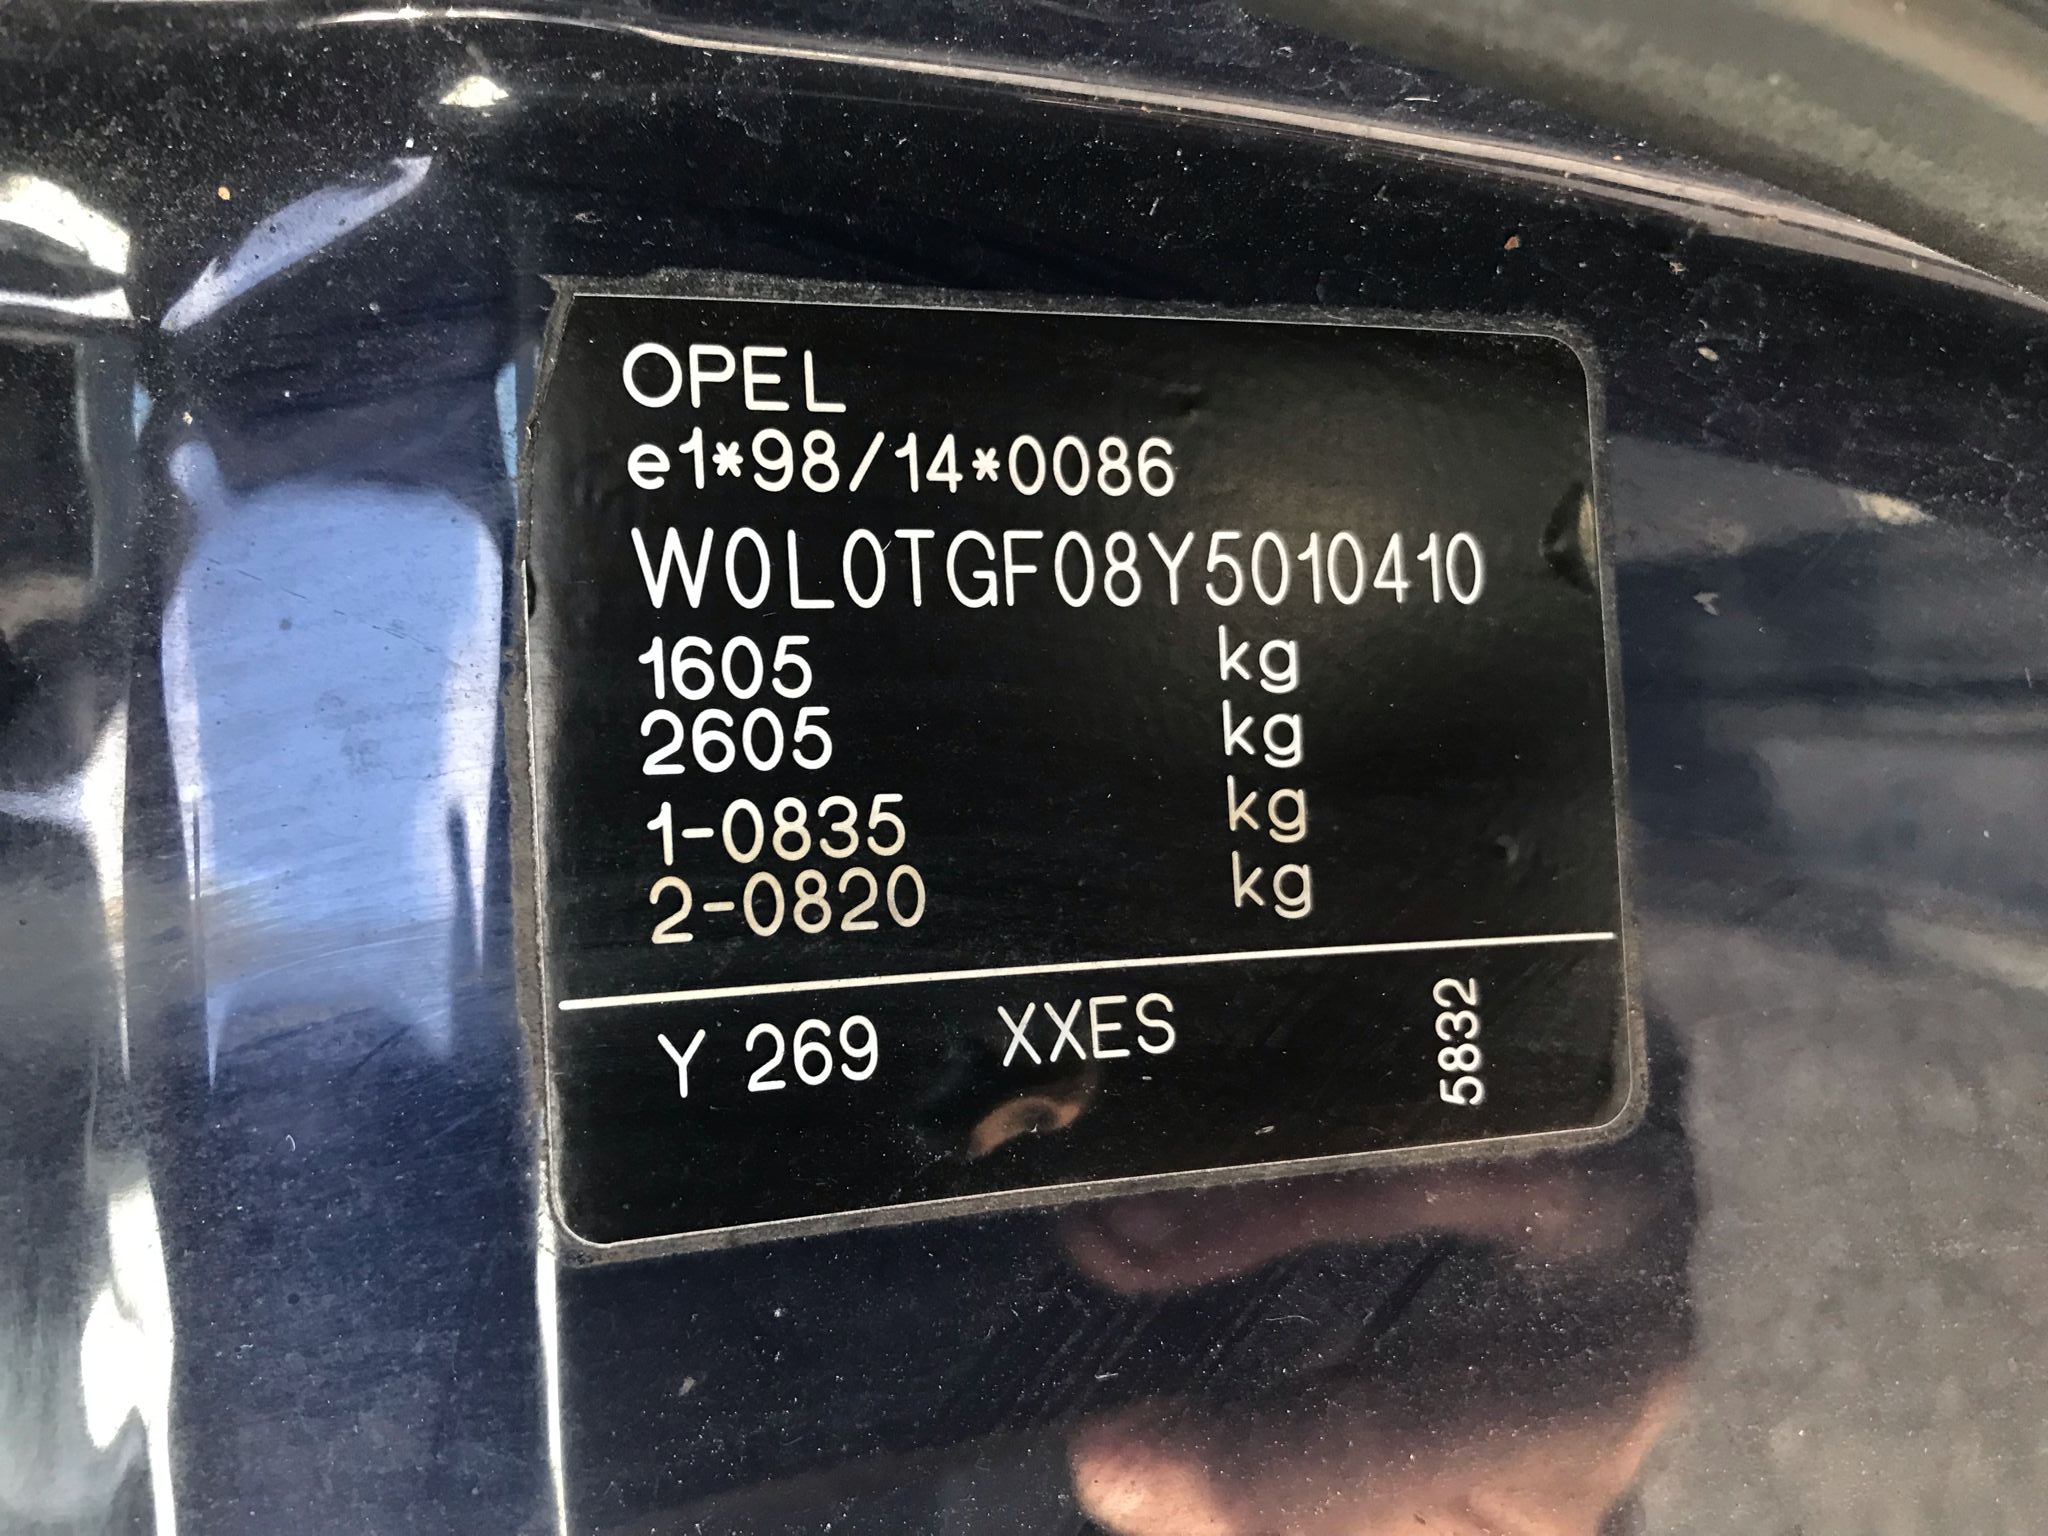 OPEL
e1*98/14*0086
W0L0TGF08Y5010410
1605 kg
2605 kg
1-0835 kg
2-0820 kg
Y 269 XXES 5832